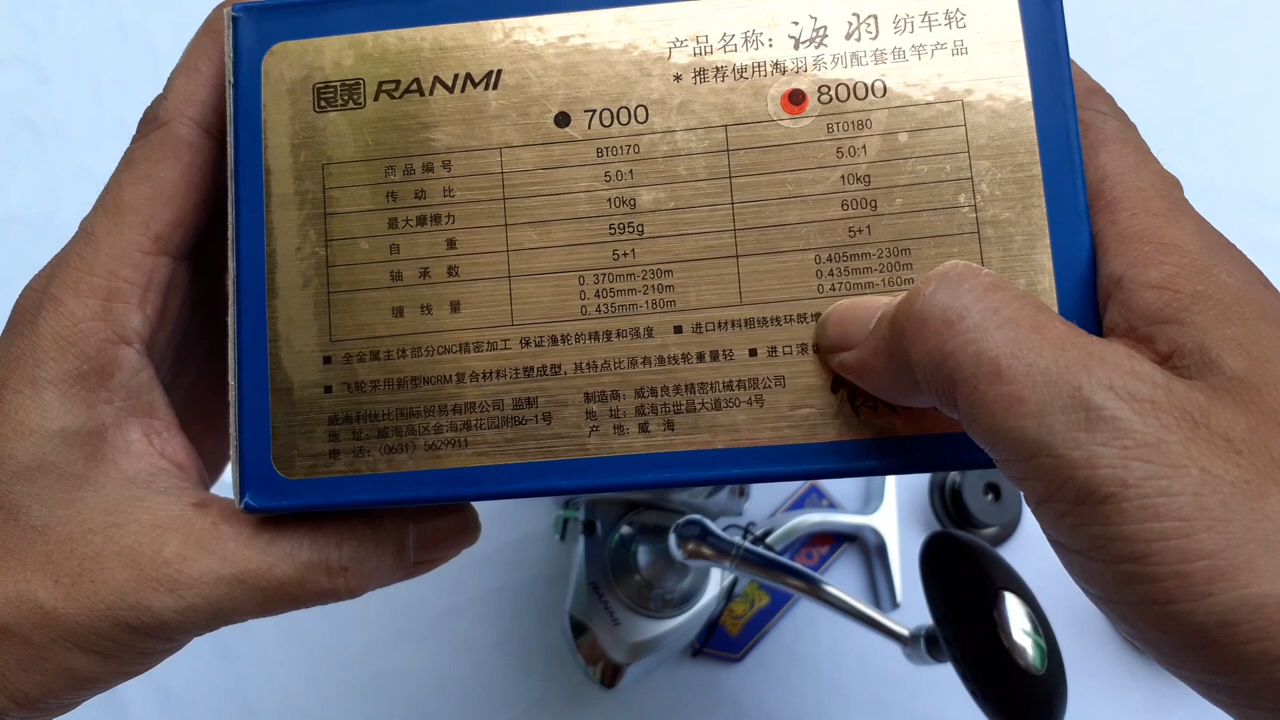 产品名称：海羽 纺车轮
* 推荐使用海羽系列配套鱼竿产品
良美 RANMI
7000 8000
商品编号 BT0170 BT0180
传动比 5.0:1 5.0:1
最大摩擦力 10kg 10kg
自重 595g 600g
轴承数 5+1 5+1
缠线量 0.370mm-230m 0.405mm-230m
0.405mm-210m 0.435mm-200m
0.435mm-180m 0.470mm-160m
■ 全金属主体部分CNC精密加工 保证渔轮的精度和强度 ■ 进口材料粗绕线环既
■ 飞轮采用新型NCRM复合材料注塑成型，其特点比原有渔线轮重量轻 ■ 进口滚
威海利优比国际贸易有限公司 监制
地 址：威海高区金海滩花园附B6-1号
电 话：（0631）5629911
制造商：威海良美精密机械有限公司
地 址：威海市世昌大道350-4号
产 地：威 海
RANMI